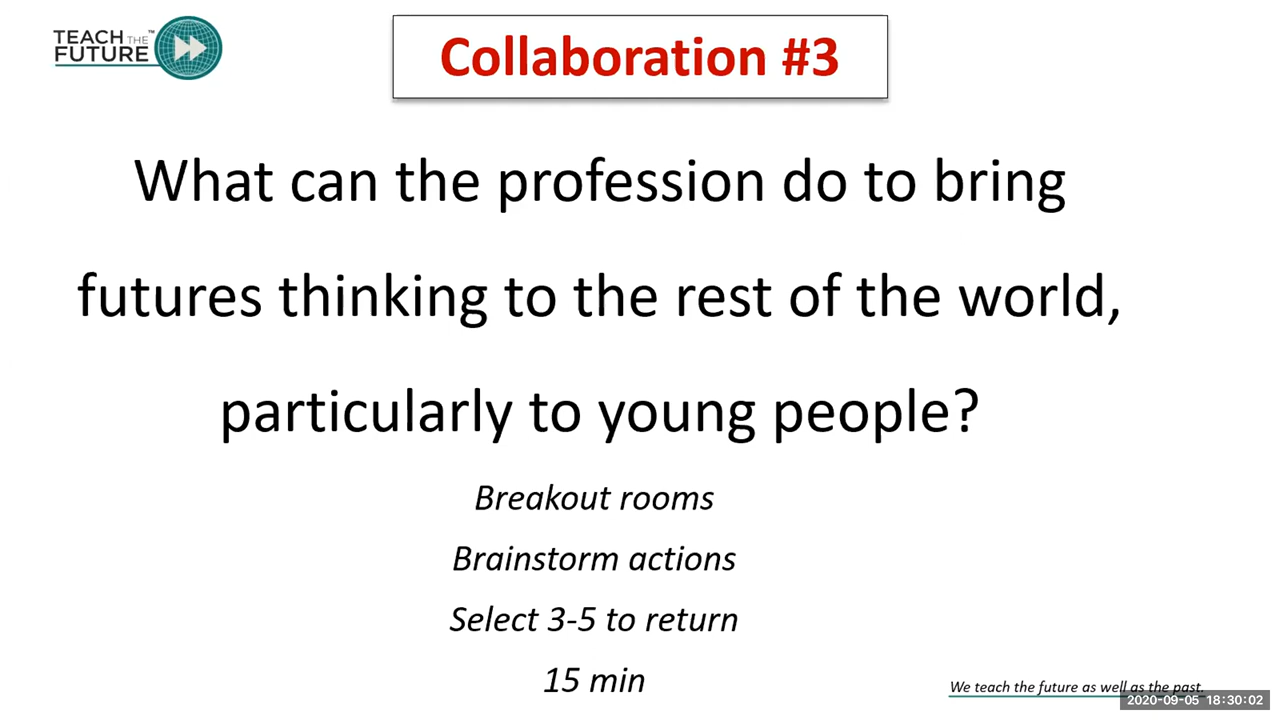 TEACH THE
FUTURE™
Collaboration #3
What can the profession do to bring
futures thinking to the rest of the world,
particularly to young people?
Breakout rooms
Brainstorm actions
Select 3-5 to return
15 min
We teach the future as well as the past.
2020-09-05 18:30:02